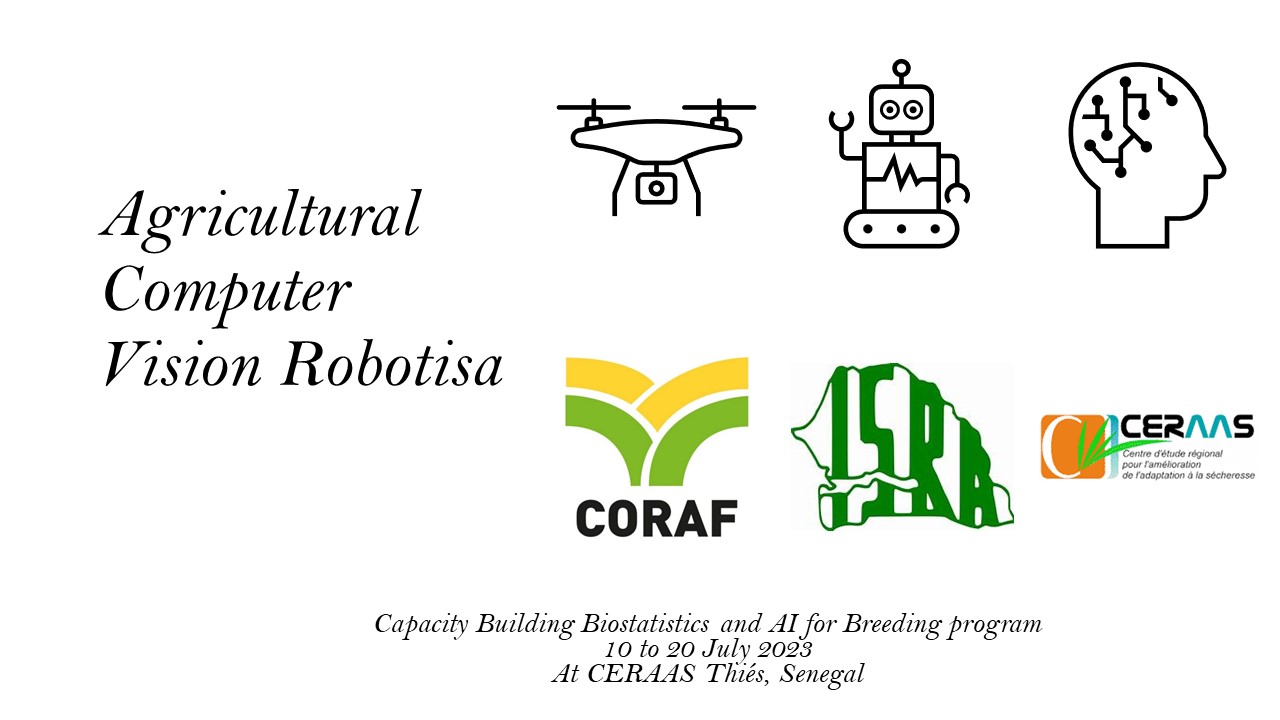 Agricultural
Computer
Vision Robotisa
CORAF
ISRA
CERAAS
Centre d'étude régional
pour l'amélioration
de l'adaptation à la sécheresse
Capacity Building Biostatistics and AI for Breeding program
10 to 20 July 2023
At CERAAS Thiés, Senegal